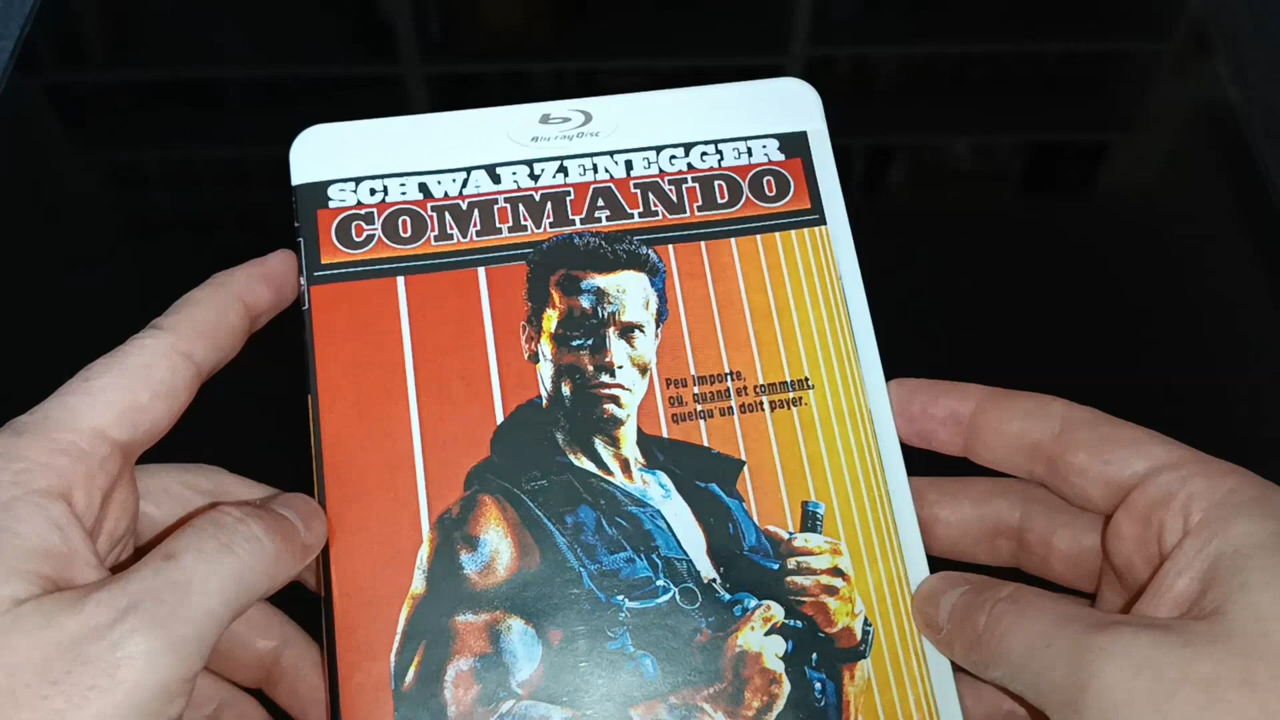 Blu-ray Disc
SCHWARZENEGGER
COMMANDO
Peu importe,
où, quand et comment,
quelqu'un doit payer.